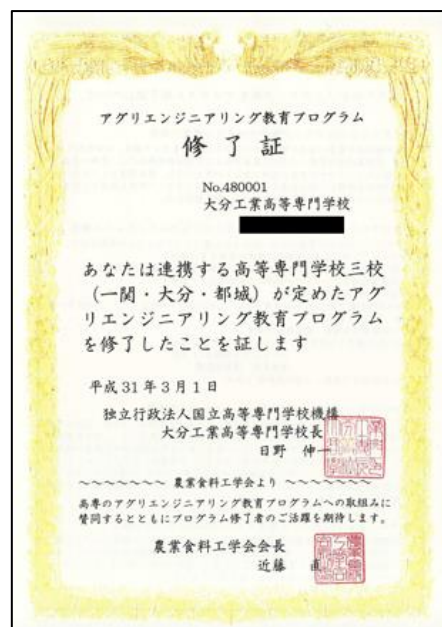 アグリエンジニアリング教育プログラム
修了証
No.480001
大分工業高等専門学校
あなたは連携する高等専門学校三校
(一関・大分・都城)が定めたアグ
リエンジニアリング教育プログラム
を修了したことを証します
平成31年3月1日
独立行政法人国立高等専門学校機構
大分工業高等専門学校長
日野 伸一
～～～～～～～ 農業食料工学会より ～～～～～～～
高専のアグリエンジニアリング教育プログラムへの取組みに
賛同するとともにプログラム修了者のご活躍を期待します。
農業食料工学会会長
近藤 直